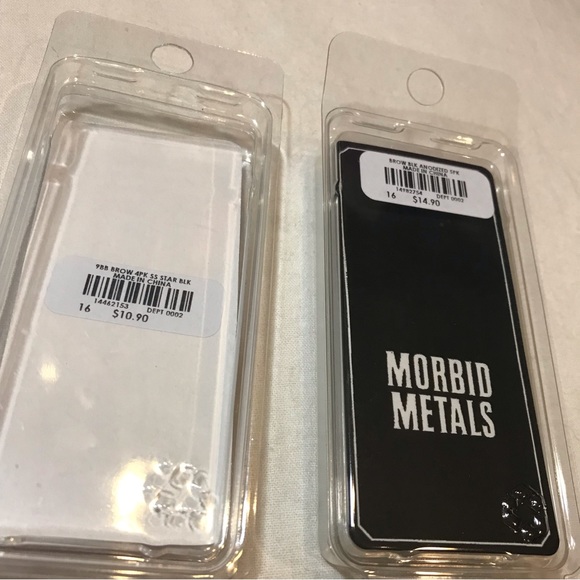 9BB BROW 4PK SS STAR BLK
MADE IN CHINA
14462153 DEPT 0002
16 $10.90
BROW BLK ANODIZED 5PK
MADE IN CHINA
14982754 DEPT 0002
16 $14.90
MORBID
METALS